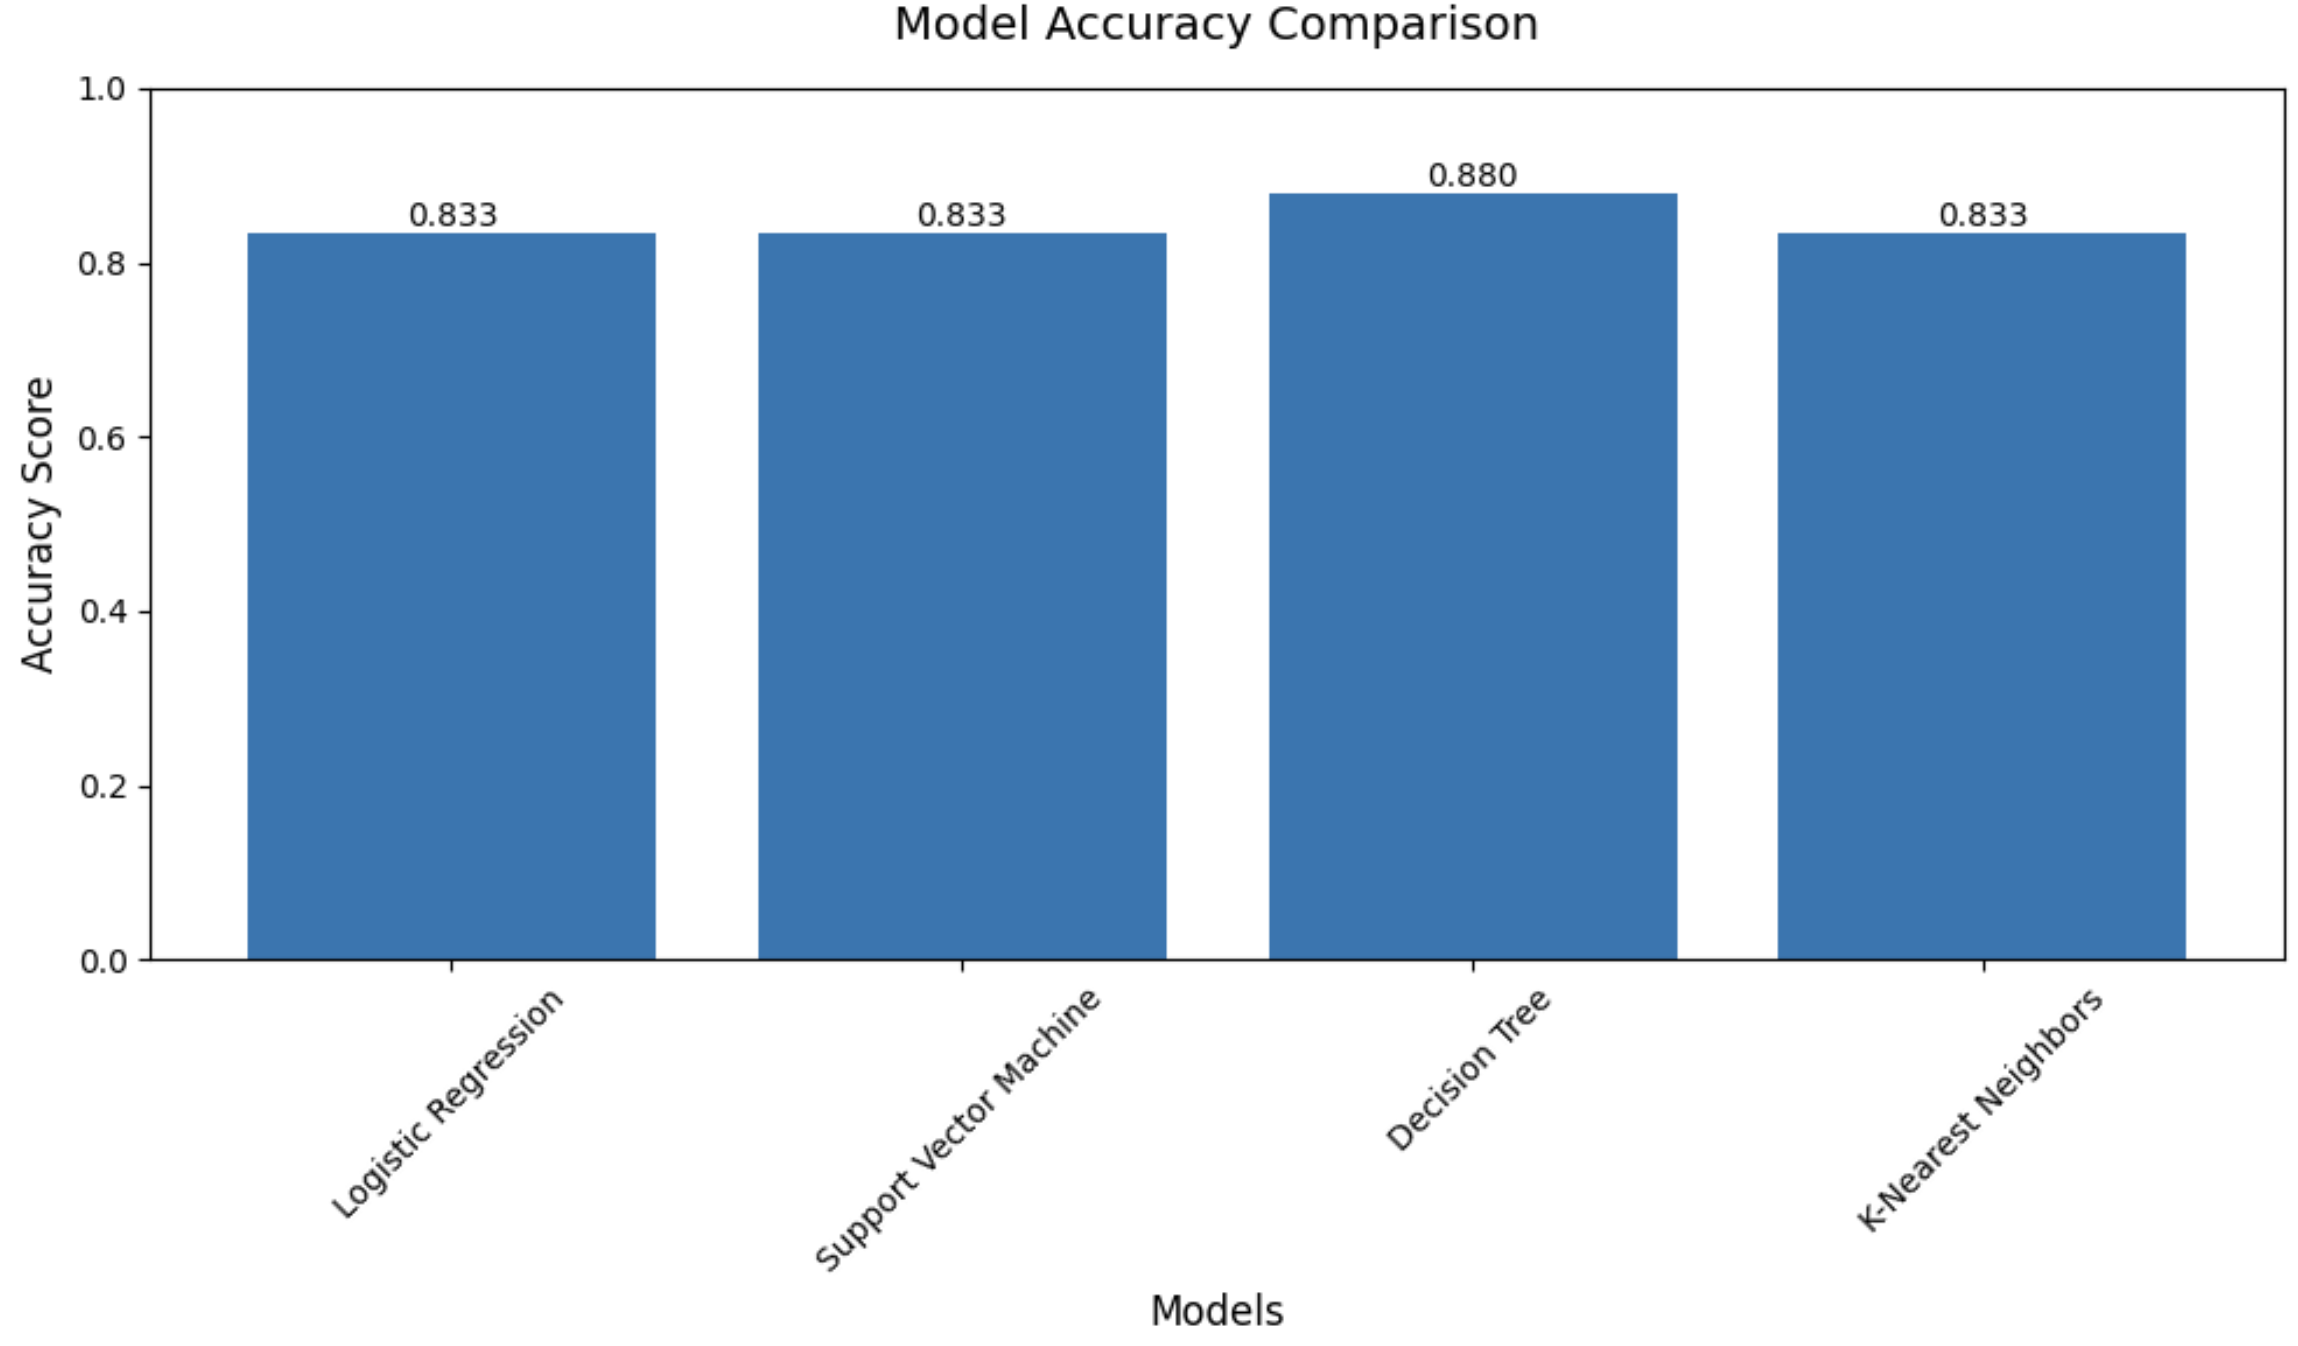 Model Accuracy Comparison
1.0
0.8
0.6
0.4
0.2
0.0
Accuracy Score
0.833
0.833
0.880
0.833
Logistic Regression
Support Vector Machine
Decision Tree
K-Nearest Neighbors
Models